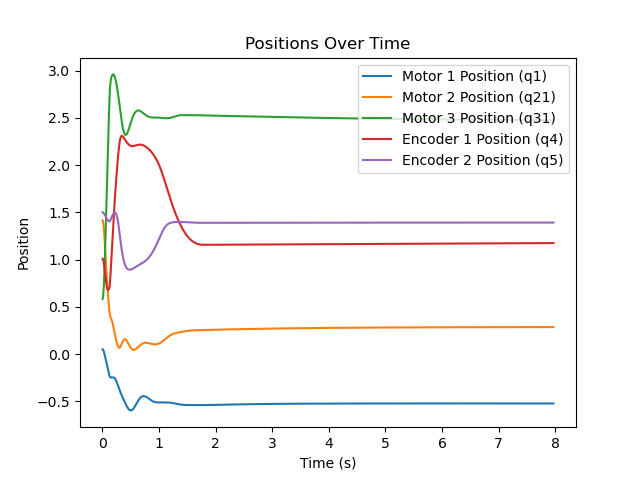 Positions Over Time
3.0
2.5
2.0
1.5
1.0
0.5
0.0
−0.5
Position
Motor 1 Position (q1)
Motor 2 Position (q21)
Motor 3 Position (q31)
Encoder 1 Position (q4)
Encoder 2 Position (q5)
0 1 2 3 4 5 6 7 8
Time (s)